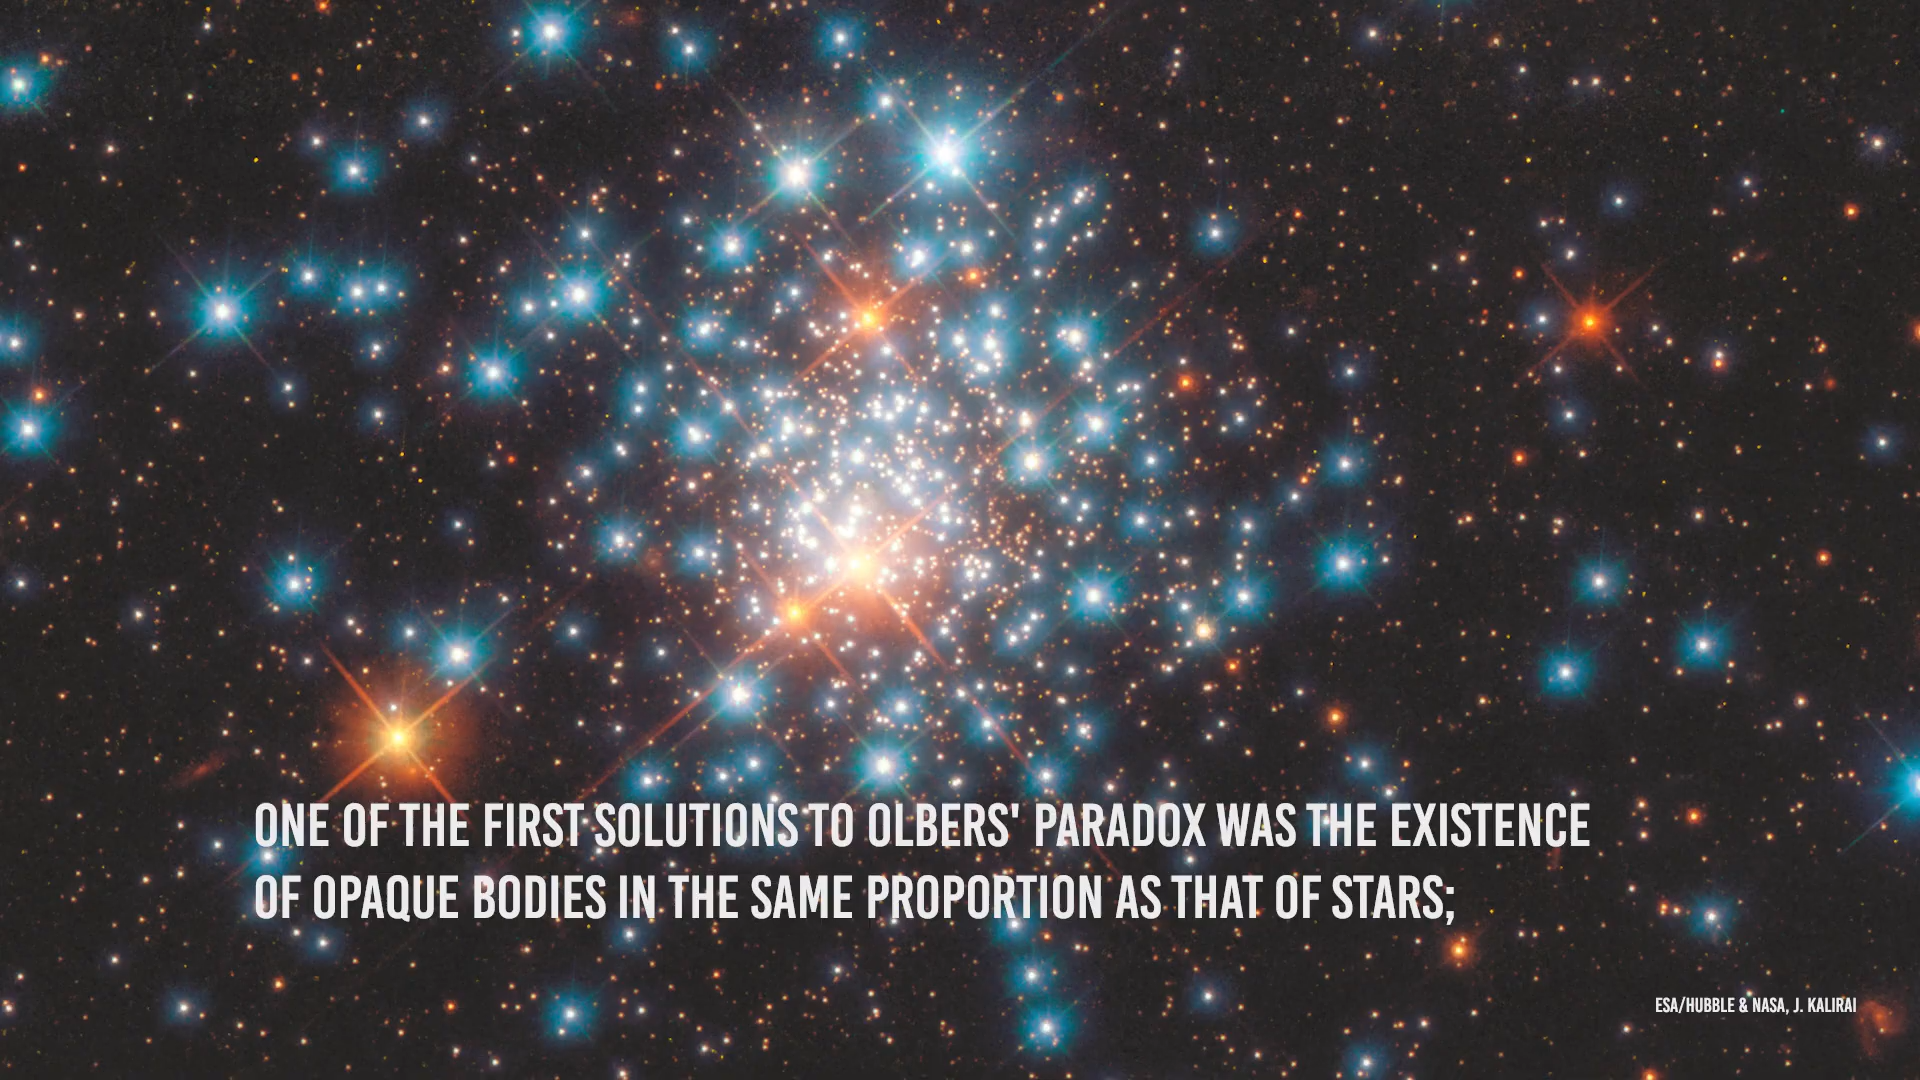 ONE OF THE FIRST SOLUTIONS TO OLBERS' PARADOX WAS THE EXISTENCE
OF OPAQUE BODIES IN THE SAME PROPORTION AS THAT OF STARS;
ESA/HUBBLE & NASA, J. KALIRAI